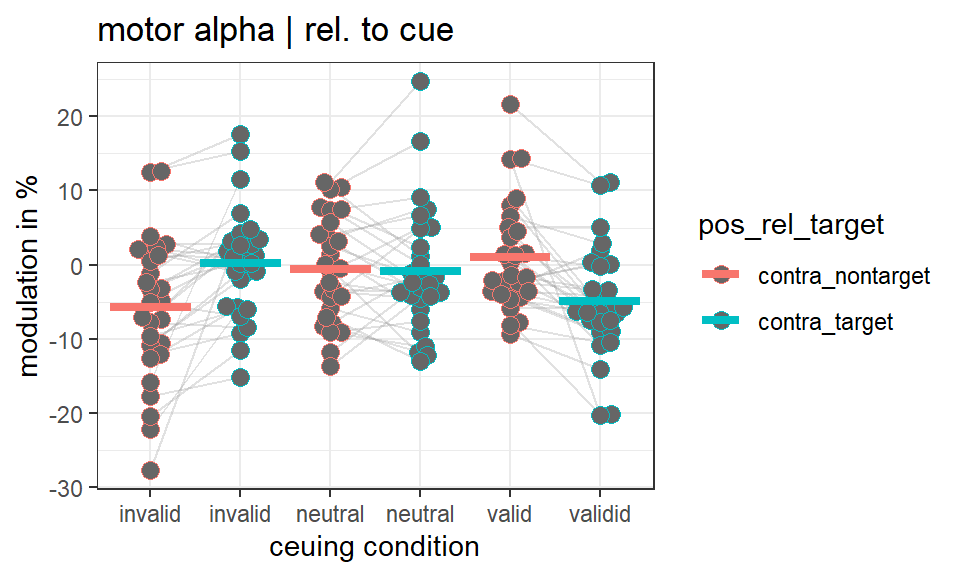 motor alpha | rel. to cue
modulation in %
20
10
0
-10
-20
-30
invalid invalid neutral neutral valid validid
ceuing condition
pos_rel_target
contra_nontarget
contra_target